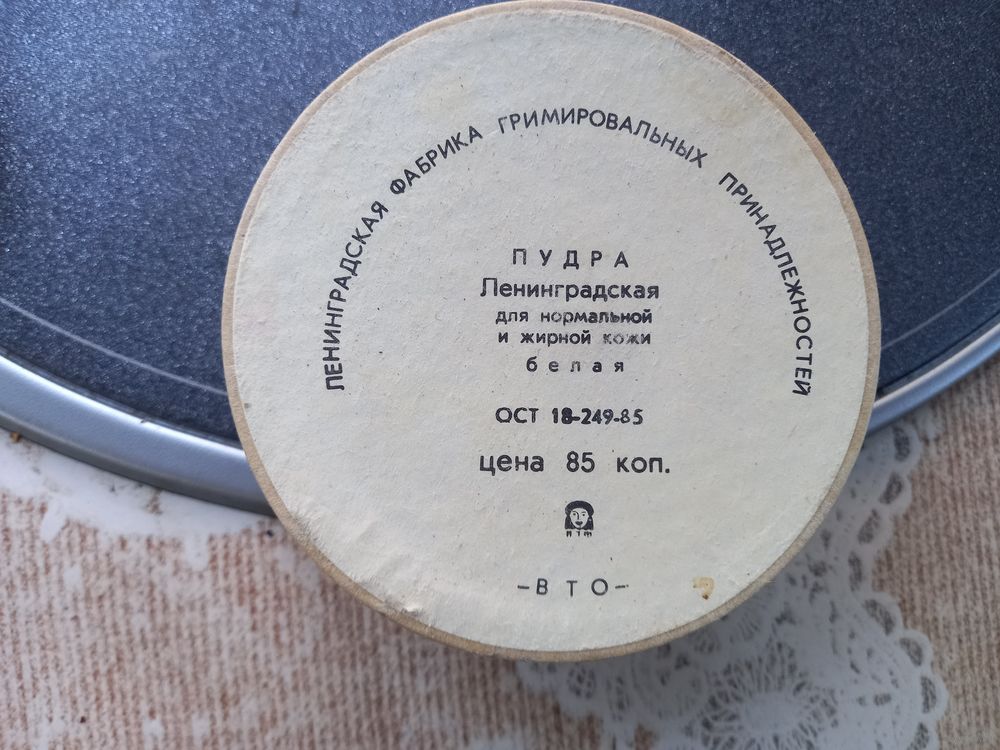 ЛЕНИНГРАДСКАЯ ФАБРИКА ГРИМИРОВАЛЬНЫХ ПРИНАДЛЕЖНОСТЕЙ
ПУДРА
Ленинградская
для нормальной
и жирной кожи
белая
ОСТ 18-249-85
цена 85 коп.
-ВТО-